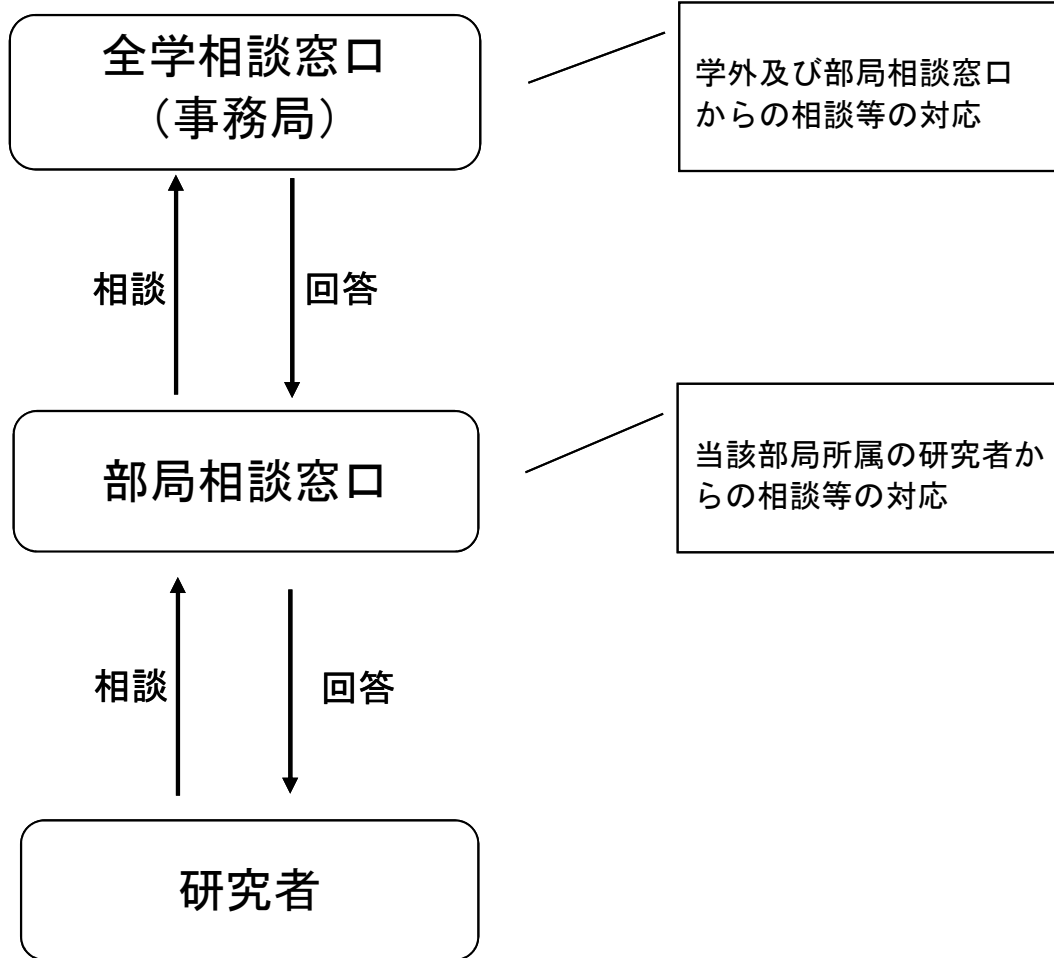 全学相談窓口
（事務局）
学外及び部局相談窓口
からの相談等の対応
相談
回答
部局相談窓口
当該部局所属の研究者か
らの相談等の対応
相談
回答
研究者